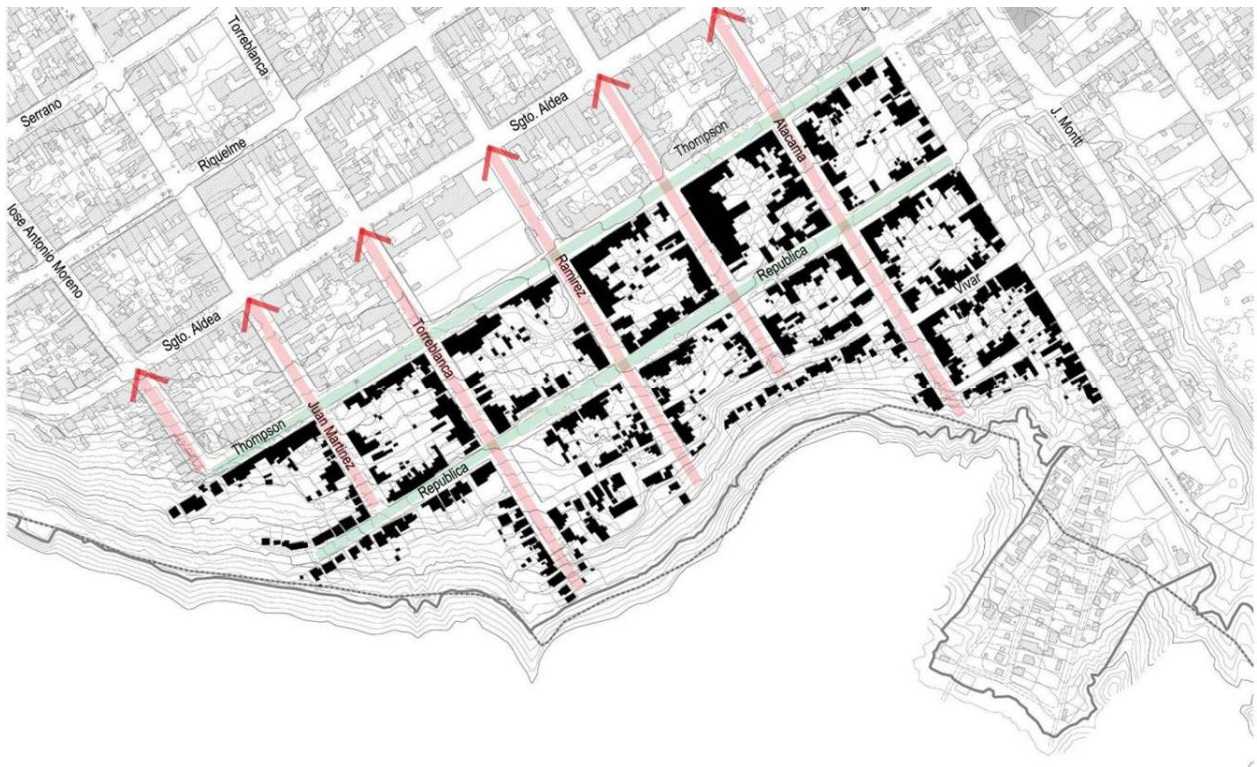 Torreblanca
Serrano
Riquelme
Sgto. Aldea
Thompson
Atacama
J. Montt
Jose Antonio Moreno
Sgto. Aldea
Ramirez
Republica
Vivar
Torreblanca
Thompson
Juan Martinez
Republica